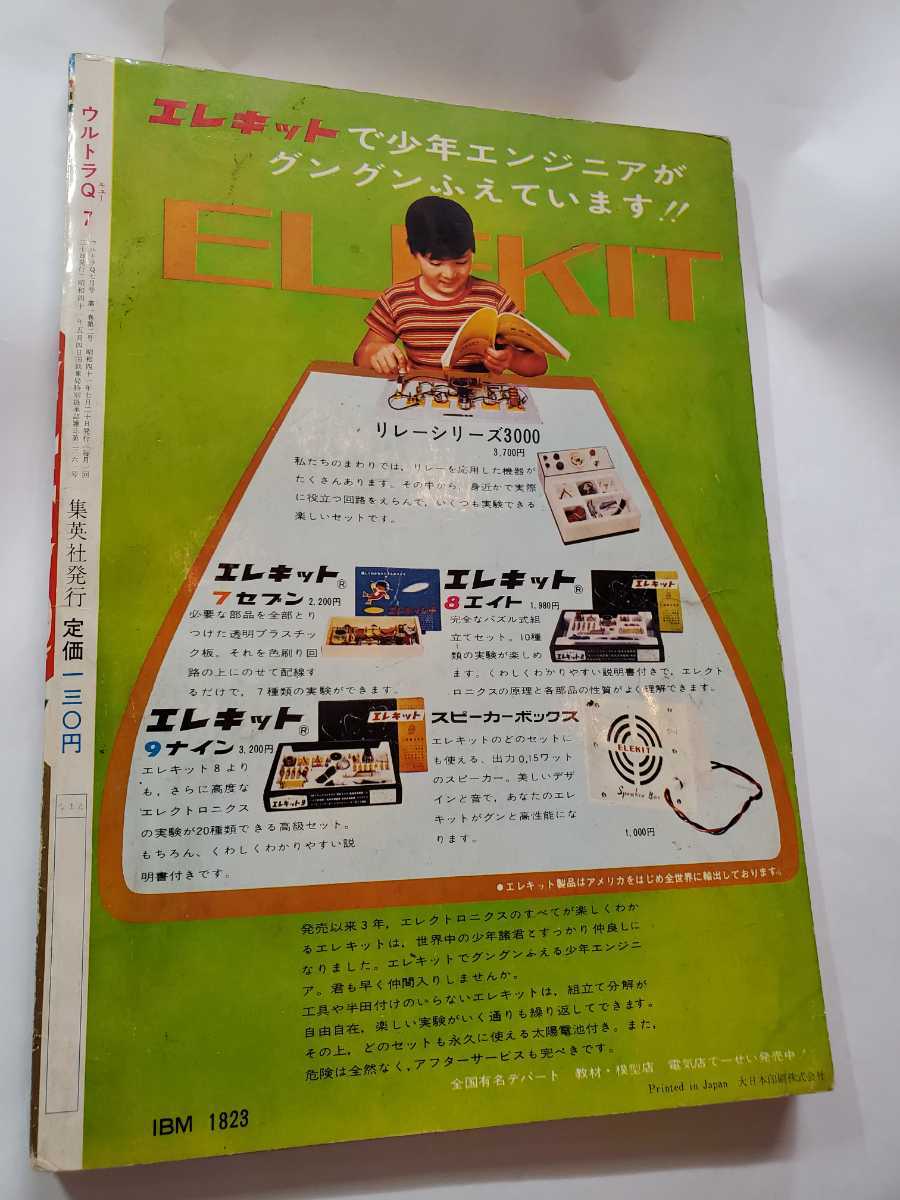 エレキットで少年エンジニアが
グングンふえています!!
ELEKIT
リレーシリーズ3000
3,700円
私たちのまわりでは,リレーを応用した機器が
たくさんあります。その中から、身近かで実際
に役立つ回路をえらんで,いくつも実験できる
楽しいセットです。
エレキット®
7セブン 2,200円
必要な部品を全部とり
つけた透明プラスチッ
ク板。それを色刷り回
路の上にのせて配線す
るだけで,7種類の実験ができます。
エレキット®
8エイト 1,980円
完全なパズル式組
立てセット。10種
類の実験が楽しめ
ます。くわしくわかりやすい説明書付きで,エレクト
ロニクスの原理と各部品の性質がよく理解できます。
エレキット®
9ナイン 3,200円
エレキット8より
も,さらに高度な
エレクトロニクス
の実験が20種類できる高級セット。
もちろん、くわしくわかりやすい説
明書付きです。
スピーカーボックス
エレキットのどのセットに
も使える、出力0.15ワット
のスピーカー。美しいデザ
インと音で,あなたのエレ
キットがグンと高性能にな
ります。
1,000円
ELEKIT
Speaker Box
エレキット
エレキット
エレキット8
エレキット9
●エレキット製品はアメリカをはじめ全世界に輸出しております。
発売以来3年,エレクトロニクスのすべてが楽しくわか
るエレキットは,世界中の少年諸君とすっかり仲良しに
なりました。エレキットでグングンふえる少年エンジニ
ア。君も早く仲間入りしませんか。
工具や半田付けのいらないエレキットは,組立て分解が
自由自在,楽しい実験がいく通りも繰り返してできます。
その上,どのセットも永久に使える太陽電池付き。また,
危険は全然なく,アフターサービスも完ぺきです。
全国有名デパート 教材・模型店 電気店で一せい発売中!
Printed in Japan 大日本印刷株式会社
IBM 1823
ウルトラQ 7
集英社発行
定価一三〇円